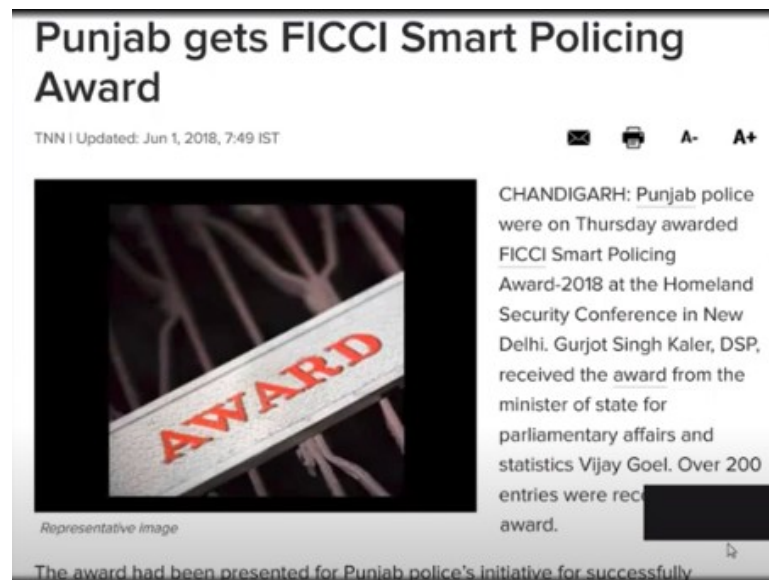 Punjab gets FICCI Smart Policing
Award
TNN | Updated: Jun 1, 2018, 7:49 IST
A- A+
CHANDIGARH: Punjab police
were on Thursday awarded
FICCI Smart Policing
Award-2018 at the Homeland
Security Conference in New
Delhi. Gurjot Singh Kaler, DSP,
received the award from the
minister of state for
parliamentary affairs and
statistics Vijay Goel. Over 200
entries were
award.
AWARD
Representative image
The award had been presented for Punjab police's initiative for successfully